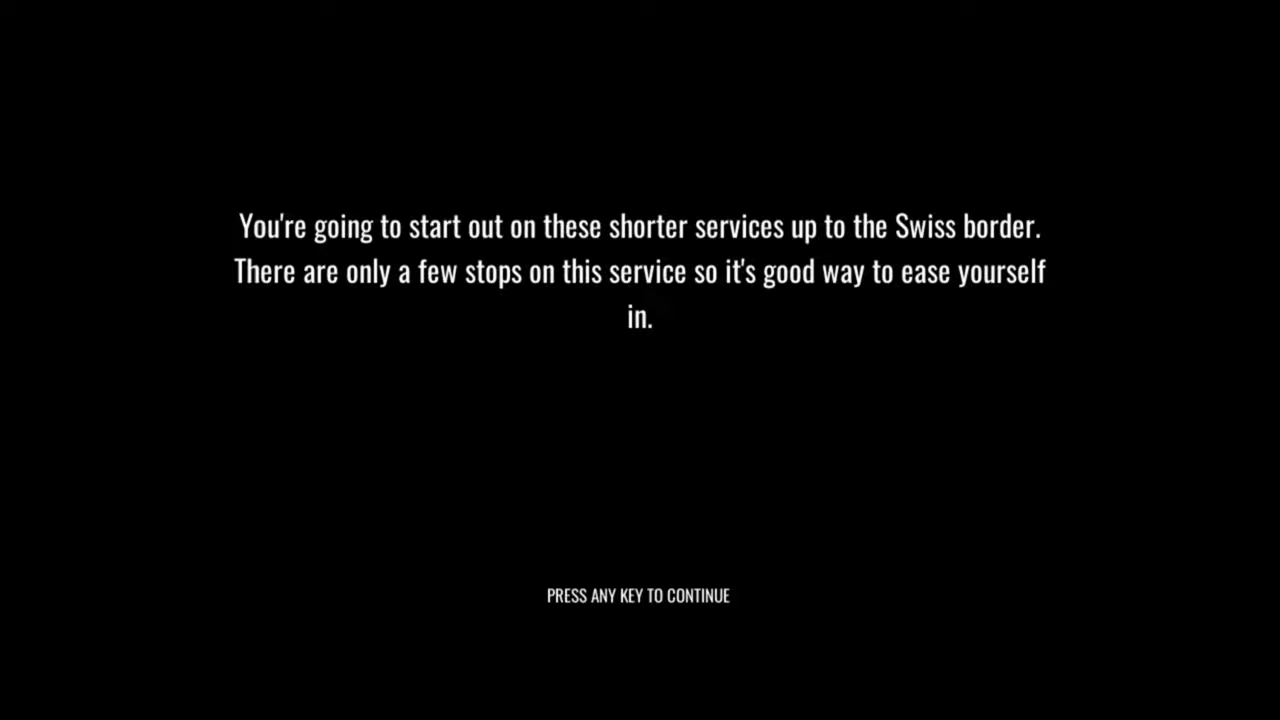 You're going to start out on these shorter services up to the Swiss border.
There are only a few stops on this service so it's good way to ease yourself
in.
PRESS ANY KEY TO CONTINUE